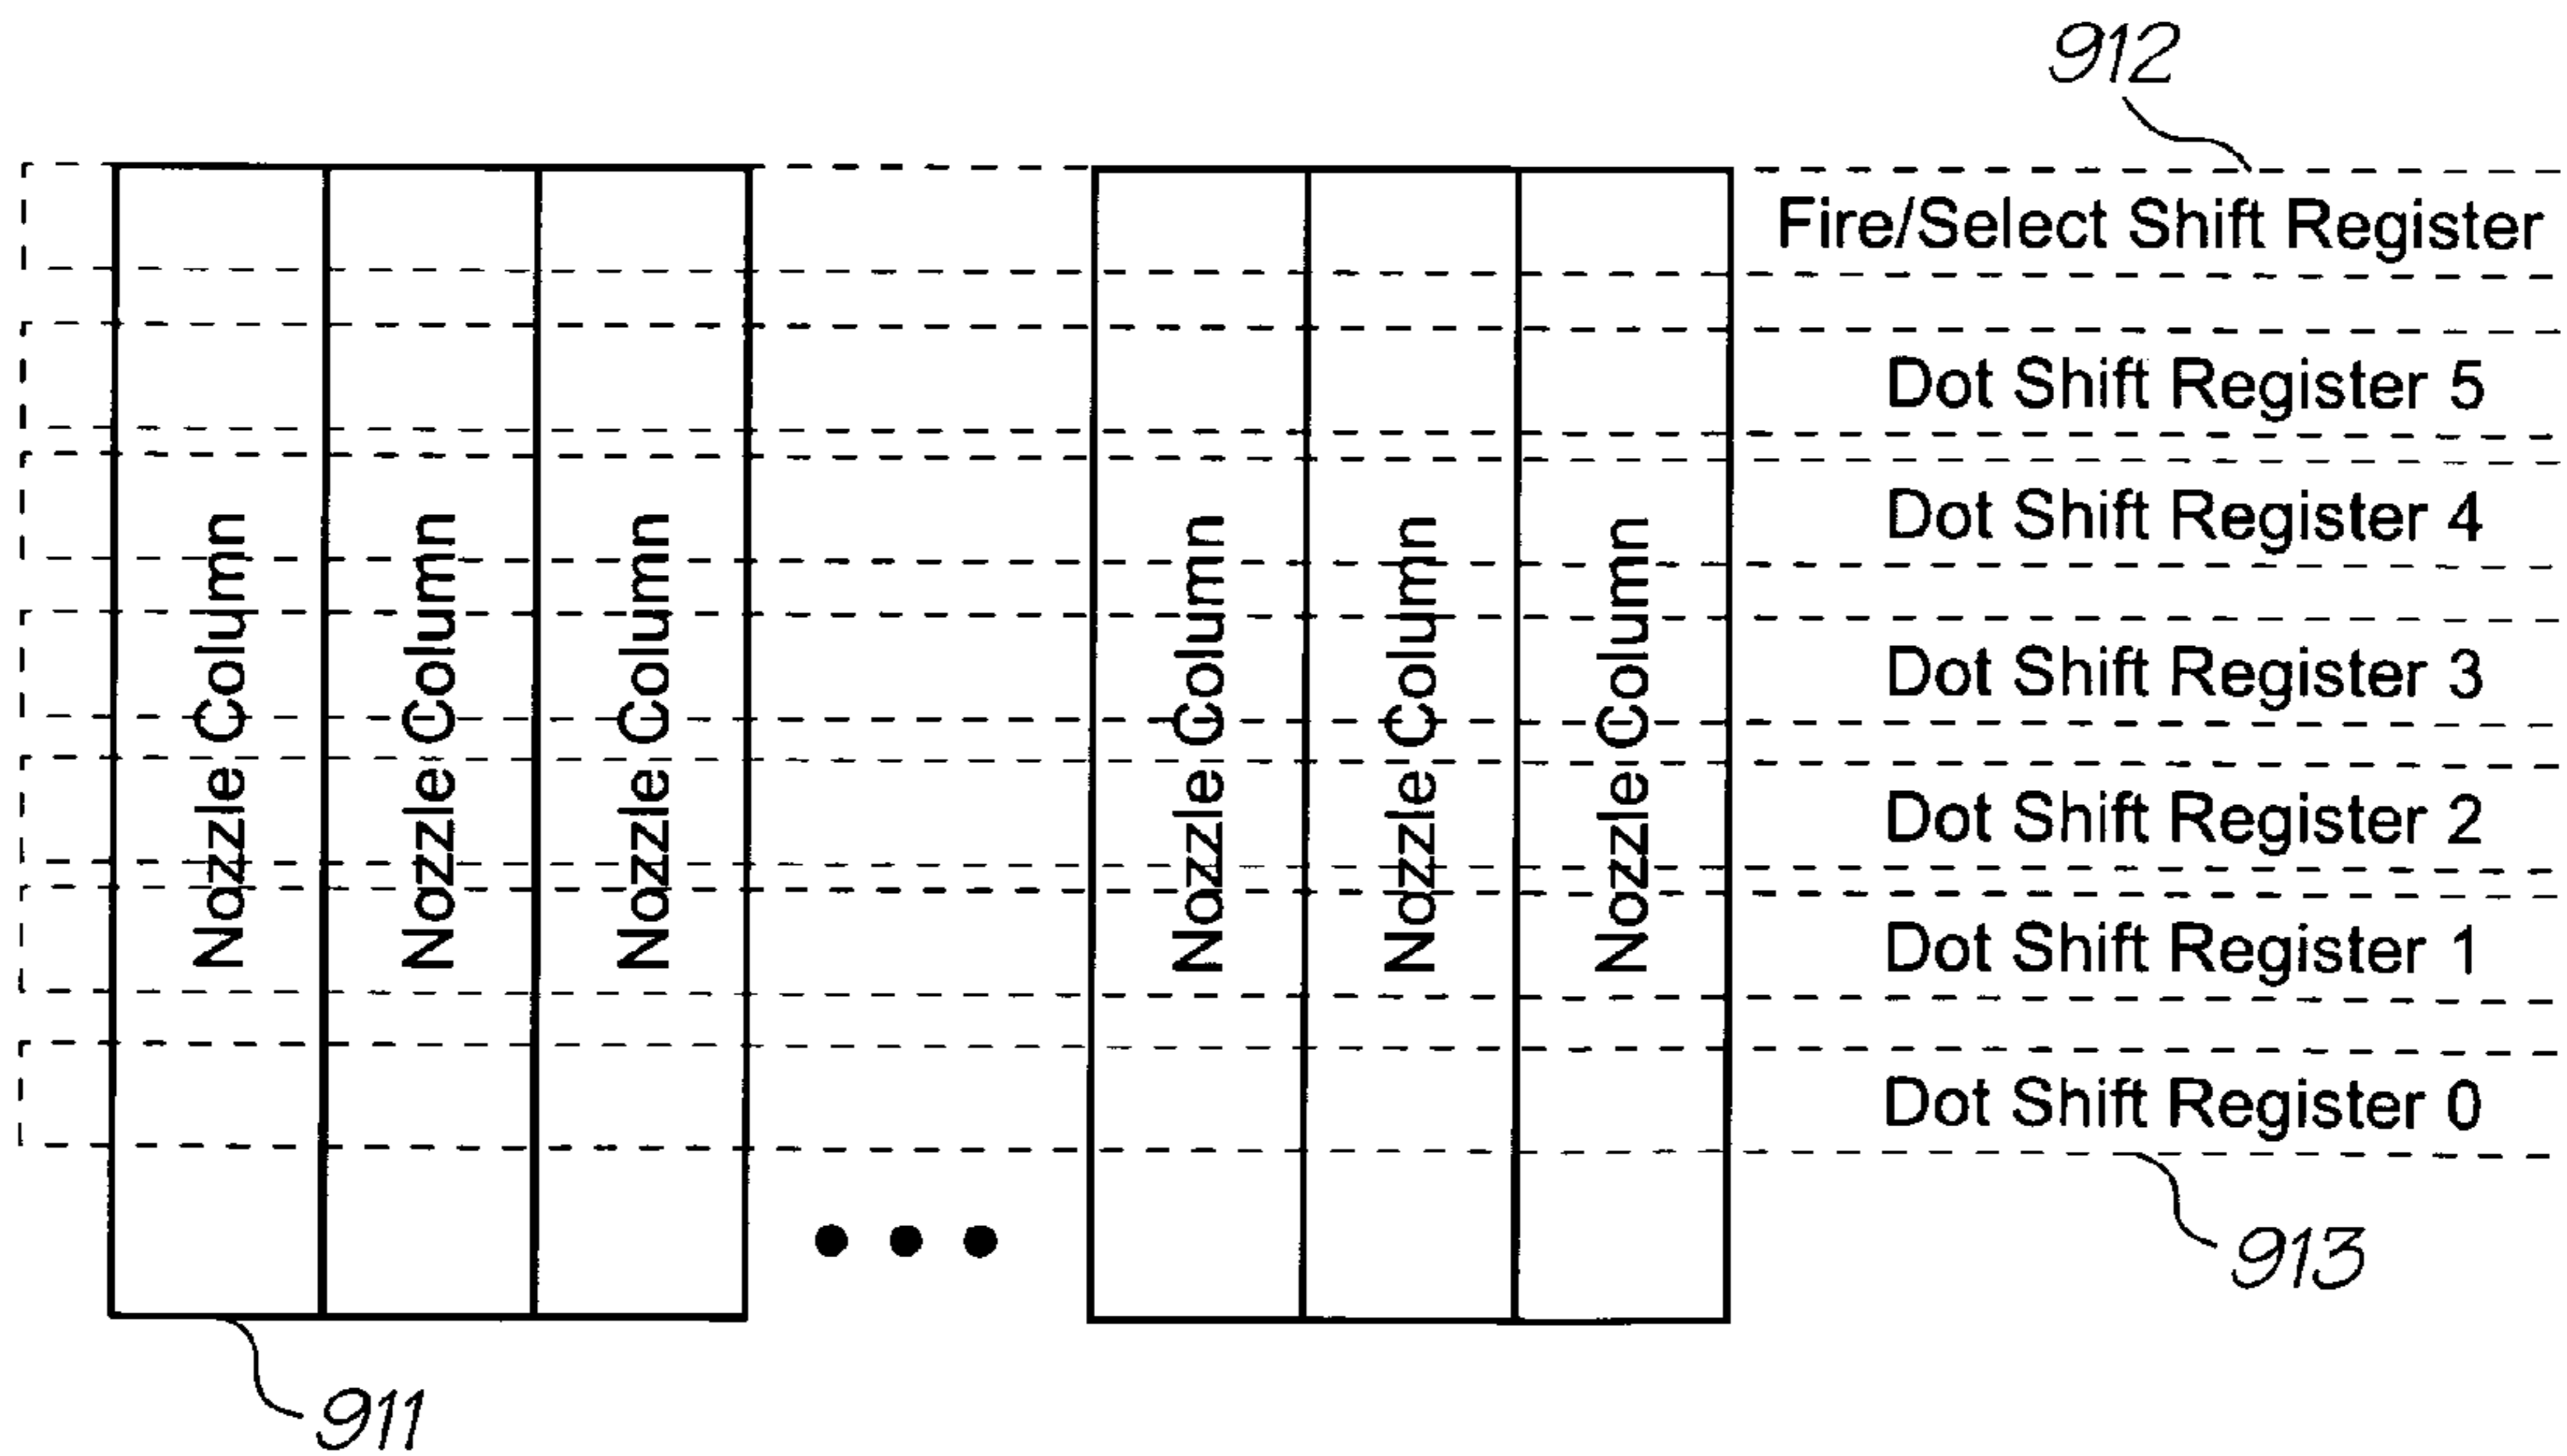 912
Fire/Select Shift Register
Dot Shift Register 5
Dot Shift Register 4
Dot Shift Register 3
Dot Shift Register 2
Dot Shift Register 1
Dot Shift Register 0
Nozzle Column
Nozzle Column
Nozzle Column
Nozzle Column
Nozzle Column
Nozzle Column
913
911